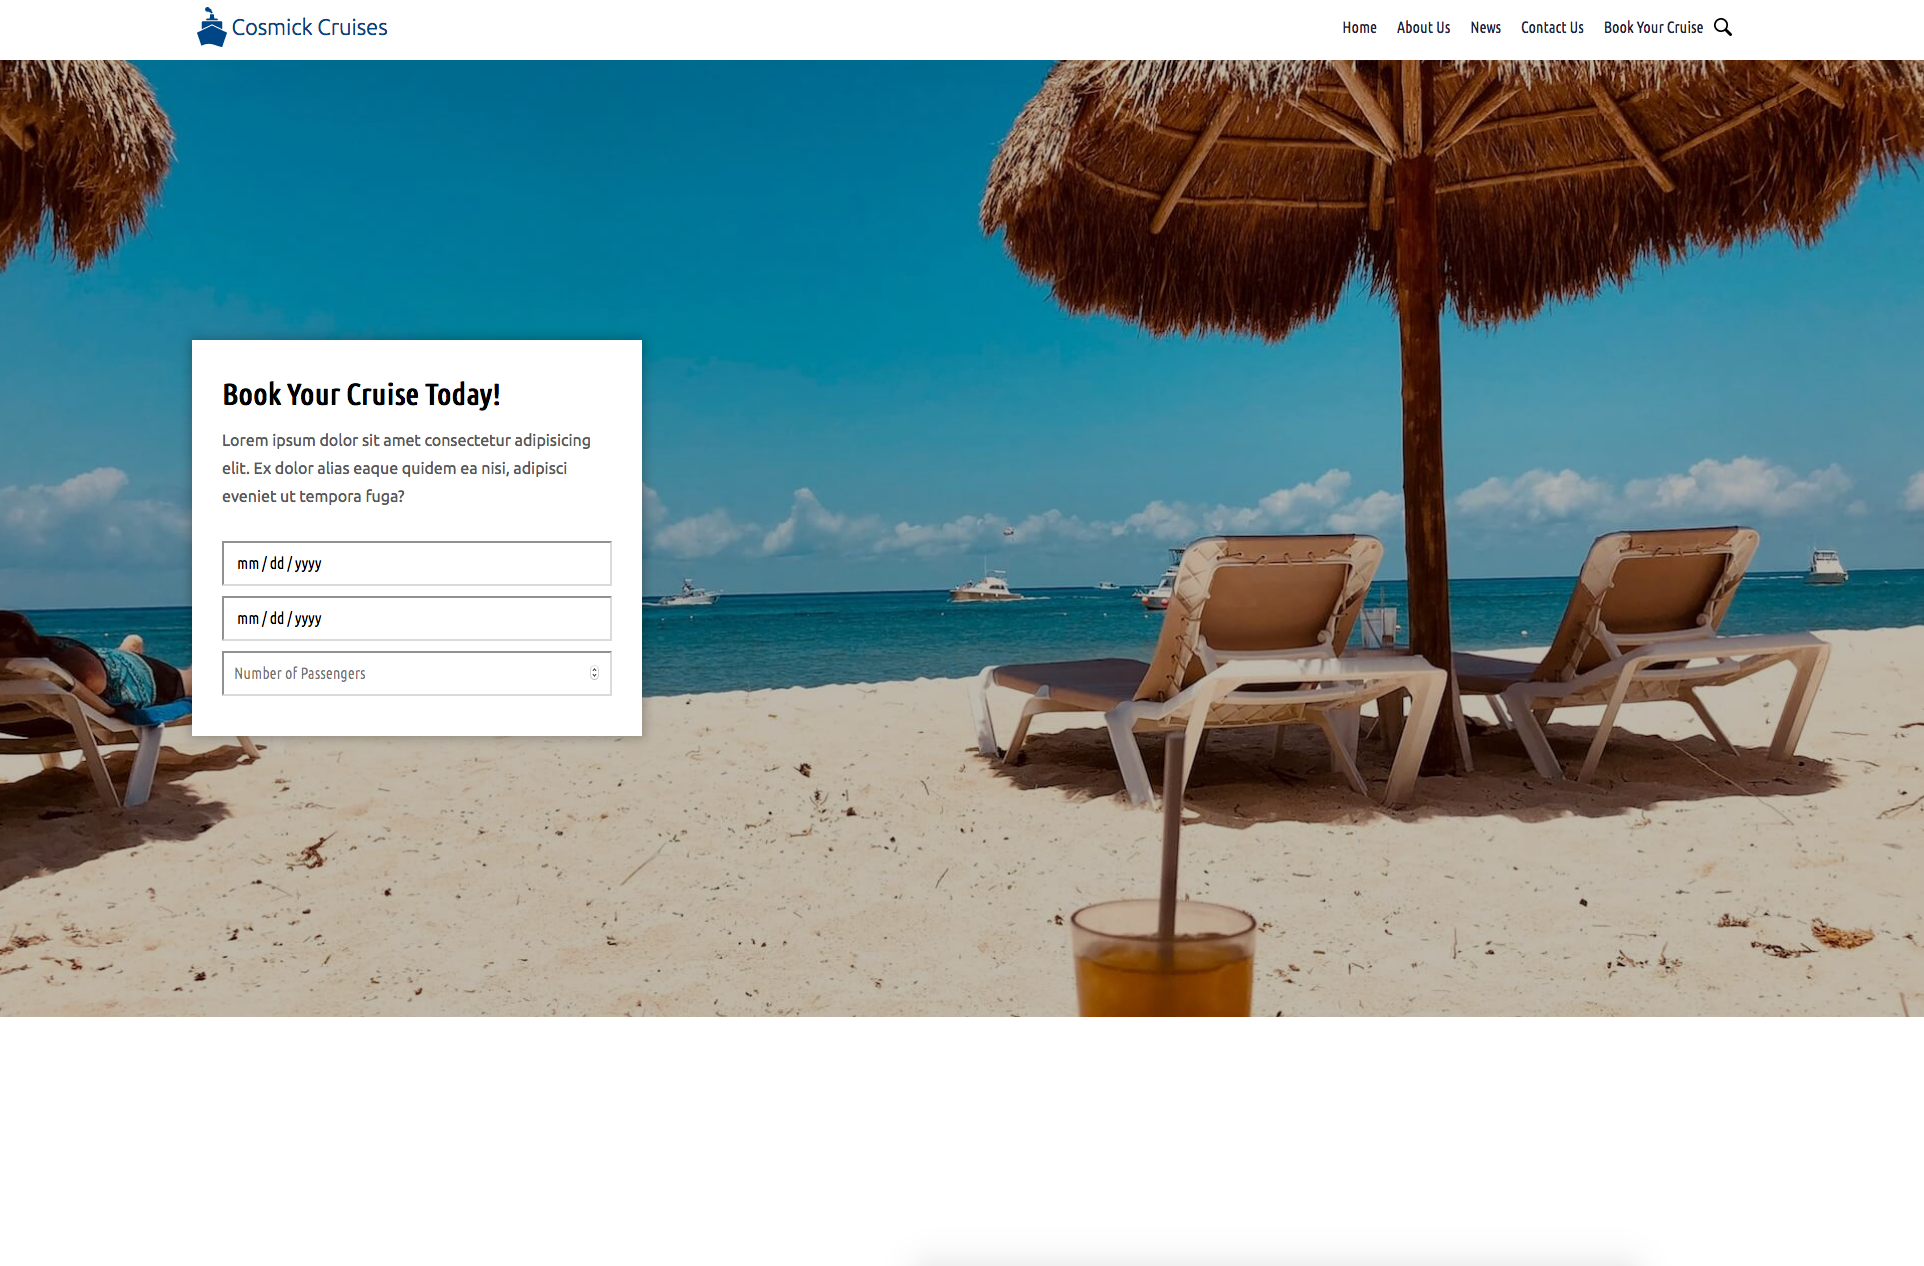 Cosmick Cruises
Home About Us News Contact Us Book Your Cruise
Book Your Cruise Today!
Lorem ipsum dolor sit amet consectetur adipisicing
elit. Ex dolor alias eaque quidem ea nisi, adipisci
eveniet ut tempora fuga?
mm / dd / yyyy
mm / dd / yyyy
Number of Passengers